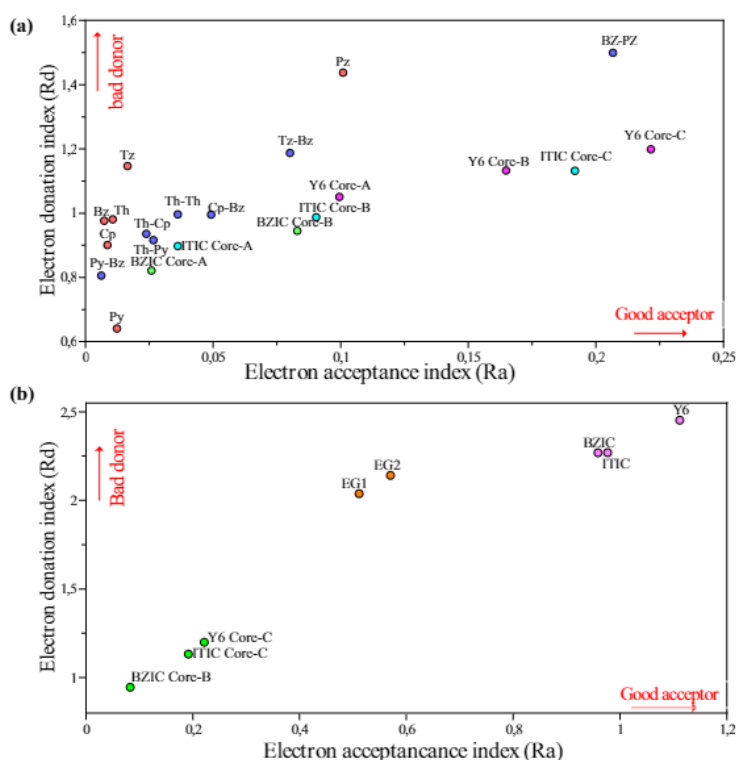 (a)
1,6
1,4
1,2
1
0,8
0,6
Electron donation index (Rd)
bad donor
BZ-PZ
Pz
Tz-Bz
Y6 Core-C
Tz
Y6 Core-B
ITIC Core-C
Y6 Core-A
Th-Th
Cp-Bz
Bz
Th
ITIC Core-B
BZIC Core-B
Th-Cp
Cp
Th-Py
ITIC Core-A
BZIC Core-A
Py-Bz
Py
Good acceptor
0
0,05
0,1
0,15
0,2
0,25
Electron acceptance index (Ra)
(b)
2,5
2
1,5
1
Electron donation index (Rd)
Bad donor
Y6
BZIC
ITIC
EG2
EG1
Y6 Core-C
ITIC Core-C
BZIC Core-B
Good acceptor
0
0,2
0,4
0,6
0,8
1
1,2
Electron acceptancance index (Ra)